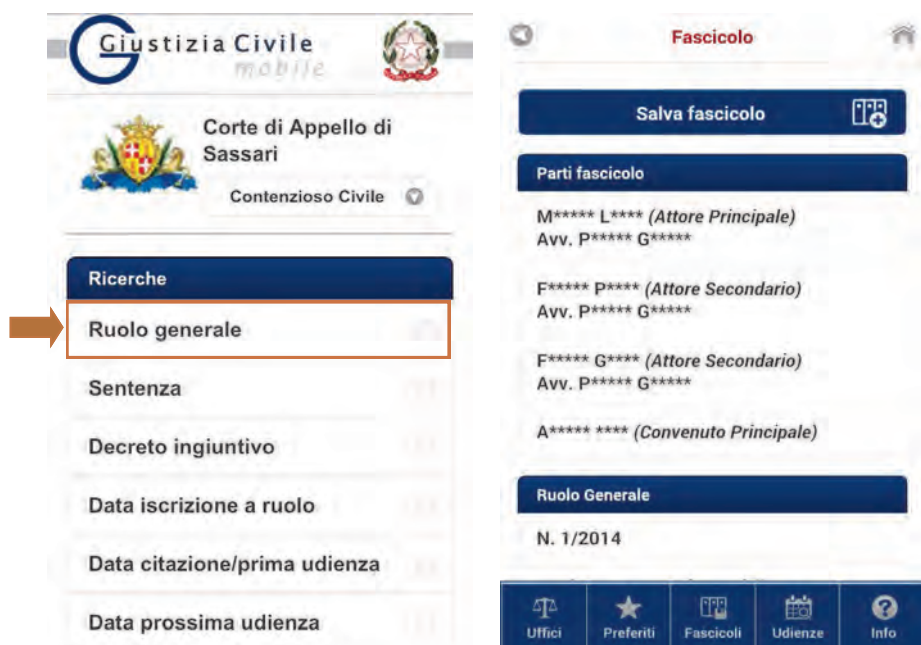 Giustizia Civile
mobile
Corte di Appello di
Sassari
Contenzioso Civile
Ricerche
Ruolo generale
Sentenza
Decreto ingiuntivo
Data iscrizione a ruolo
Data citazione/prima udienza
Data prossima udienza
Fascicolo
Salva fascicolo
Parti fascicolo
M***** L**** (Attore Principale)
Avv. P***** G*****
F***** P**** (Attore Secondario)
Avv. P***** G*****
F***** G**** (Attore Secondario)
Avv. P***** G*****
A***** **** (Convenuto Principale)
Ruolo Generale
N. 1/2014
Uffici Preferiti Fascicoli Udienze Info